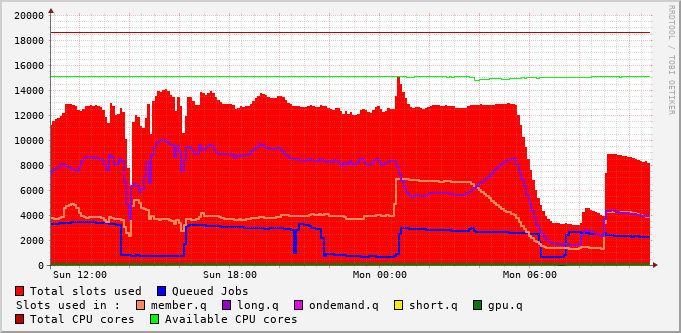 20000
18000
16000
14000
12000
10000
8000
6000
4000
2000
0
Sun 12:00 Sun 18:00 Mon 00:00 Mon 06:00
RRDTOOL / TOBI OETIKER
Total slots used Queued Jobs
Slots used in : member.q long.q ondemand.q short.q gpu.q
Total CPU cores Available CPU cores